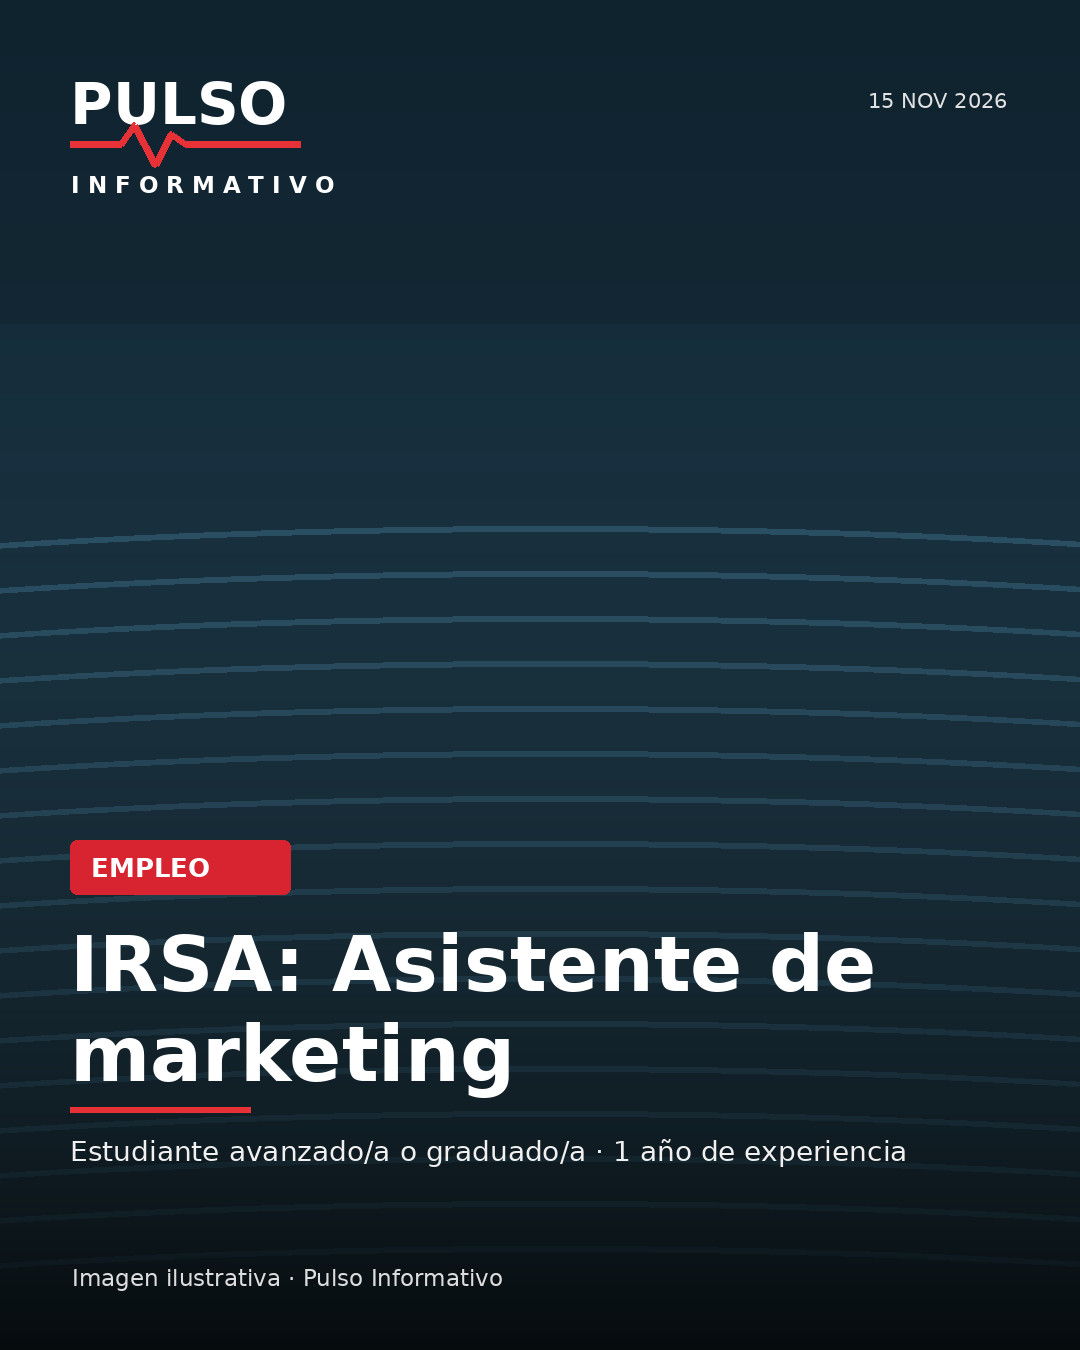 PULSO
INFORMATIVO
15 NOV 2026
EMPLEO
IRSA: Asistente de
marketing
Estudiante avanzado/a o graduado/a · 1 año de experiencia
Imagen ilustrativa · Pulso Informativo